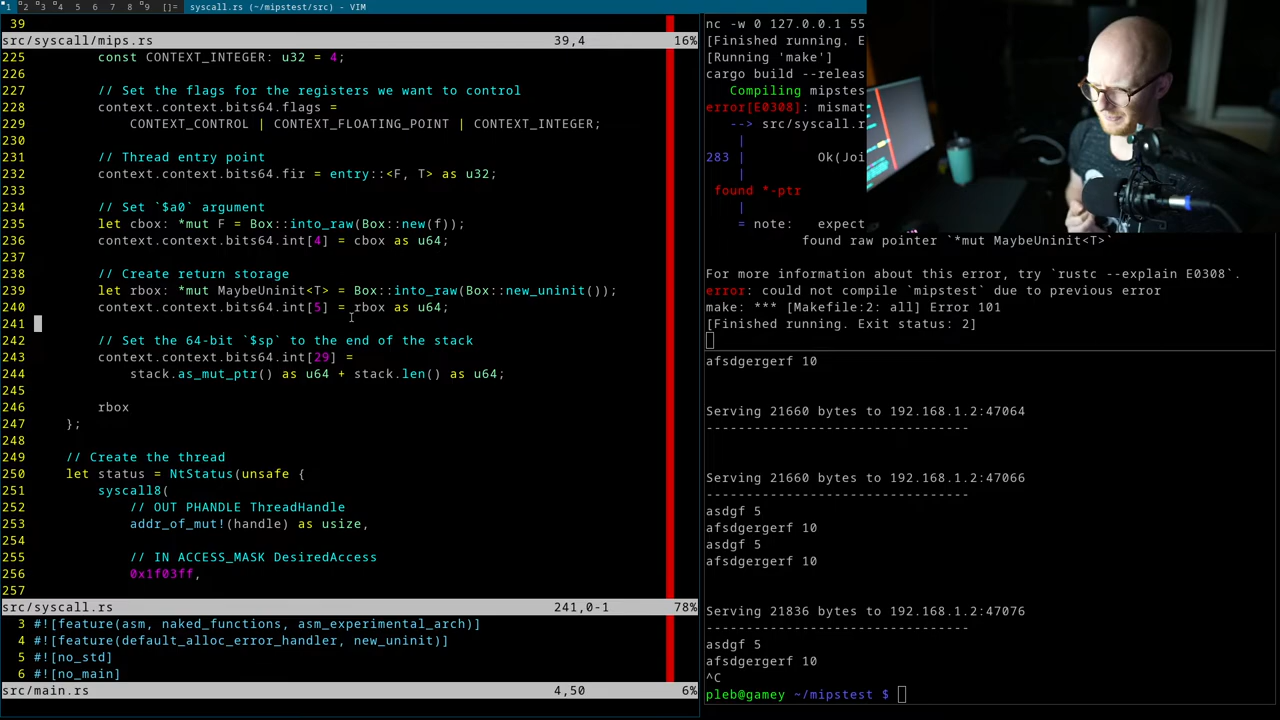 1 2 3 4 5 6 7 8 9 []= syscall.rs (~/mipstest/src) - VIM
39
src/syscall/mips.rs 39,4 16%
225 const CONTEXT_INTEGER: u32 = 4;
226
227 // Set the flags for the registers we want to control
228 context.context.bits64.flags =
229 CONTEXT_CONTROL | CONTEXT_FLOATING_POINT | CONTEXT_INTEGER;
230
231 // Thread entry point
232 context.context.bits64.fir = entry::<F, T> as u32;
233
234 // Set `$a0` argument
235 let cbox: *mut F = Box::into_raw(Box::new(f));
236 context.context.bits64.int[4] = cbox as u64;
237
238 // Create return storage
239 let rbox: *mut MaybeUninit<T> = Box::into_raw(Box::new_uninit());
240 context.context.bits64.int[5] = rbox as u64;
241
242 // Set the 64-bit `$sp` to the end of the stack
243 context.context.bits64.int[29] =
244 stack.as_mut_ptr() as u64 + stack.len() as u64;
245
246 rbox
247 };
248
249 // Create the thread
250 let status = NtStatus(unsafe {
251 syscall8(
252 // OUT PHANDLE ThreadHandle
253 addr_of_mut!(handle) as usize,
254
255 // IN ACCESS_MASK DesiredAccess
256 0x1f03ff,
257
src/syscall.rs 241,0-1 78%
3 #![feature(asm, naked_functions, asm_experimental_arch)]
4 #![feature(default_alloc_error_handler, new_uninit)]
5 #![no_std]
6 #![no_main]
src/main.rs 4,50 6%
nc -w 0 127.0.0.1 55
[Finished running. E
[Running 'make']
cargo build --releas
Compiling mipstes
error[E0308]: mismat
--> src/syscall.r
|
283 | Ok(Joi
|
found *-ptr
|
= note: expect
found raw pointer `*mut MaybeUninit<T>`
For more information about this error, try `rustc --explain E0308`.
error: could not compile `mipstest` due to previous error
make: *** [Makefile:2: all] Error 101
[Finished running. Exit status: 2]
afsdgergerf 10
Serving 21660 bytes to 192.168.1.2:47064
---------------------------------
Serving 21660 bytes to 192.168.1.2:47066
---------------------------------
asdgf 5
afsdgergerf 10
asdgf 5
afsdgergerf 10
Serving 21836 bytes to 192.168.1.2:47076
---------------------------------
asdgf 5
afsdgergerf 10
^C
pleb@gamey ~/mipstest $